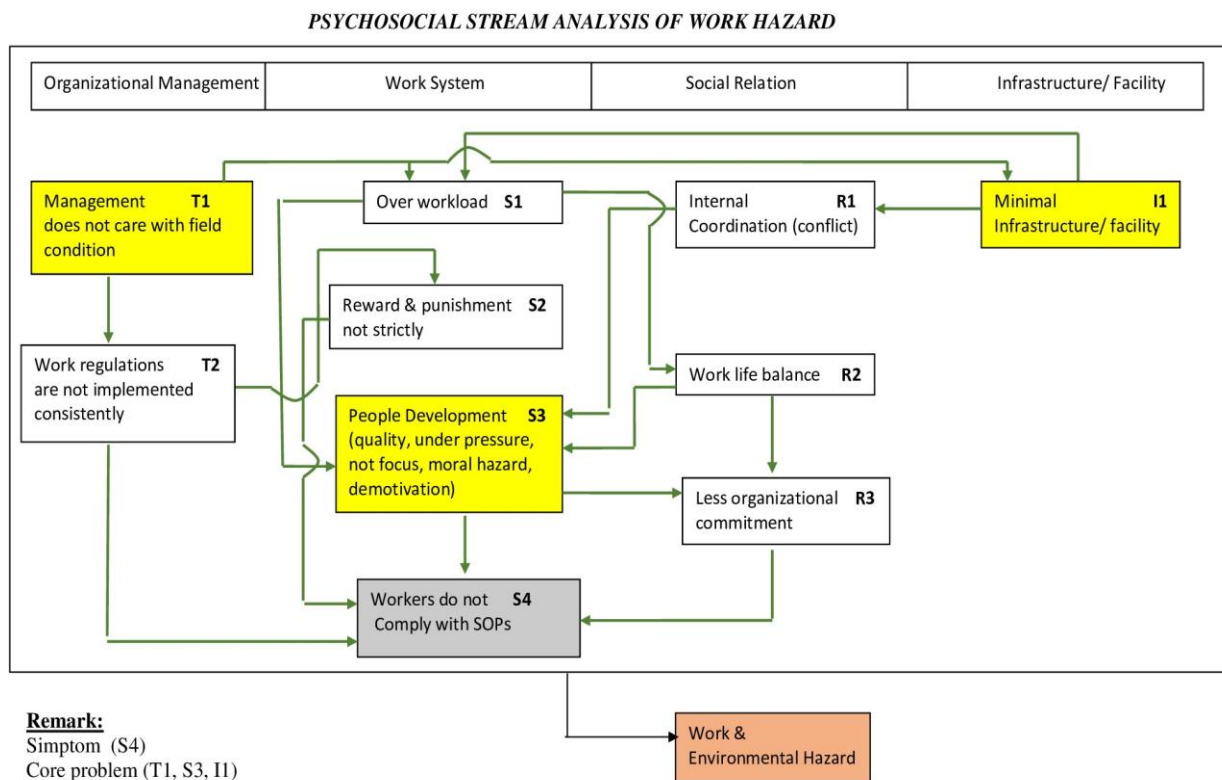 PSYCHOSOCIAL STREAM ANALYSIS OF WORK HAZARD
Organizational Management
Work System
Social Relation
Infrastructure/ Facility
Management T1
does not care with field
condition
Over workload S1
Internal R1
Coordination (conflict)
Minimal I1
Infrastructure/ facility
Reward & punishment S2
not strictly
Work regulations T2
are not implemented
consistently
Work life balance R2
People Development S3
(quality, under pressure,
not focus, moral hazard,
demotivation)
Less organizational R3
commitment
Workers do not S4
Comply with SOPs
Remark:
Simptom (S4)
Core problem (T1, S3, I1)
Work &
Environmental Hazard